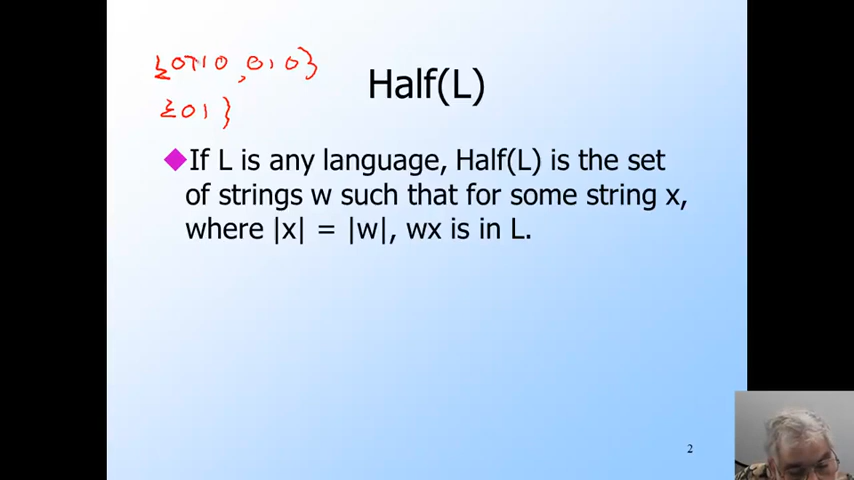 {0110, 010}
Half(L)
{01}
If L is any language, Half(L) is the set
of strings w such that for some string x,
where |x| = |w|, wx is in L.
2